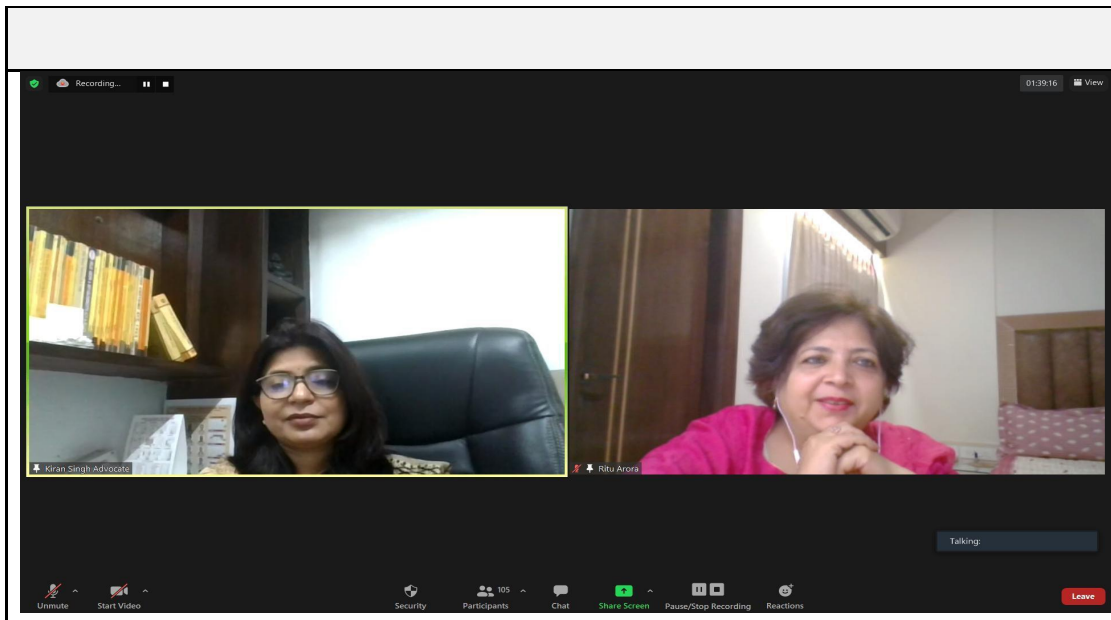 Recording...
01:39:16
View
Kiran Singh Advocate
Ritu Arora
Talking:
Unmute
Start Video
Security
105
Participants
Chat
Share Screen
Pause/Stop Recording
Reactions
Leave